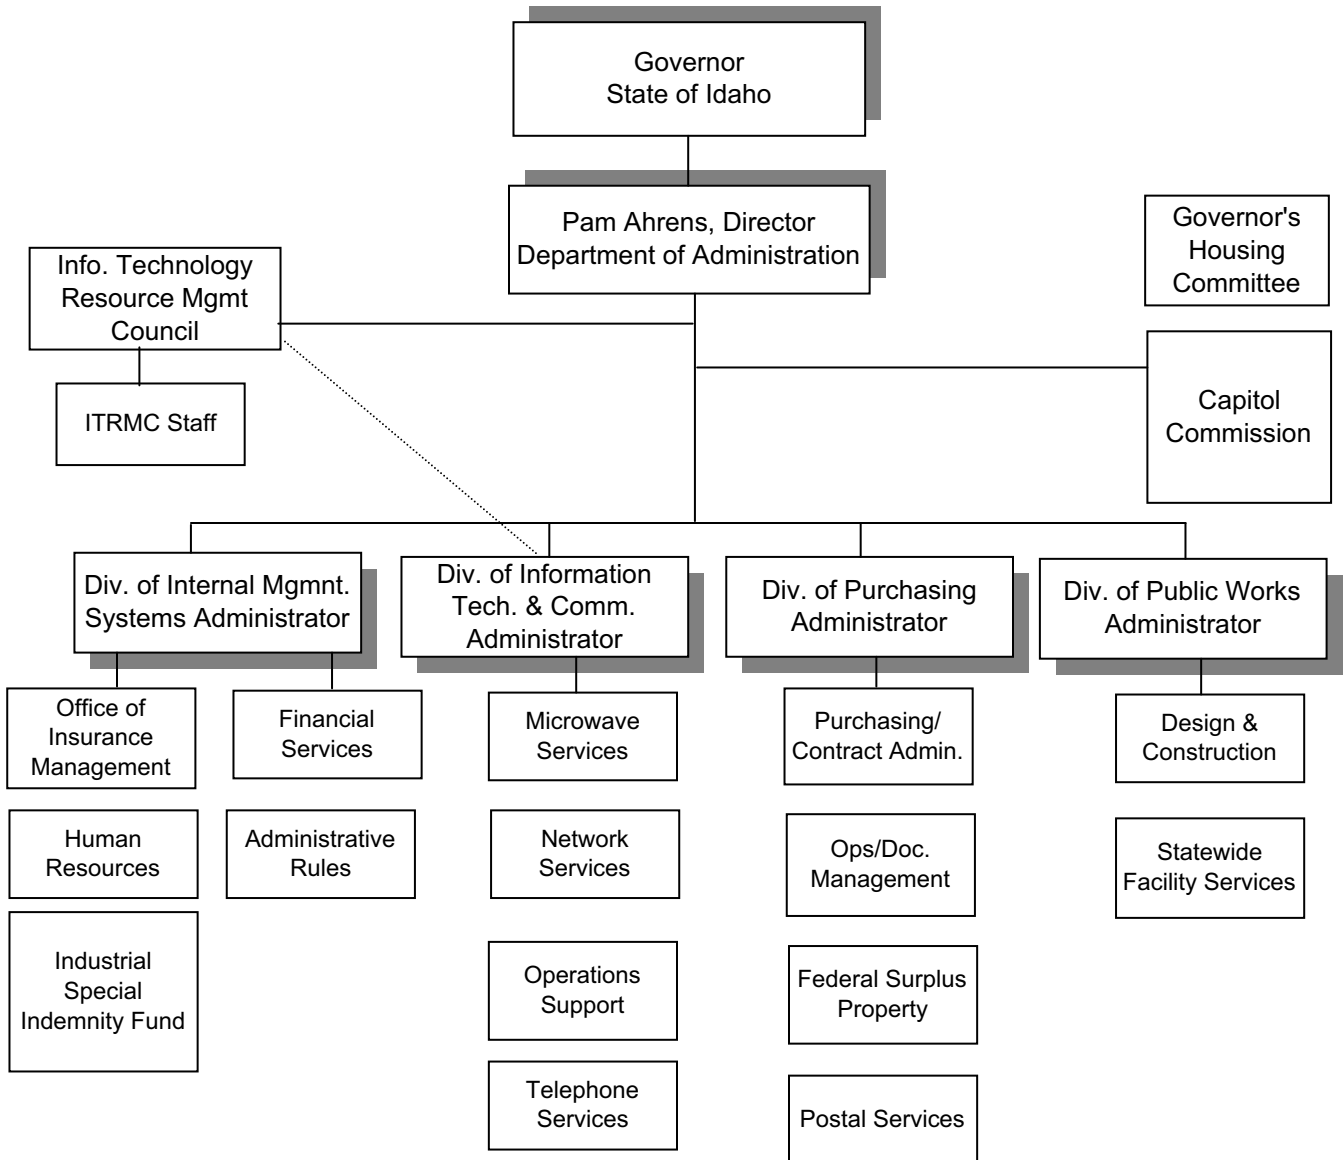 Governor
State of Idaho
Pam Ahrens, Director
Department of Administration
Governor's
Housing
Committee
Info. Technology
Resource Mgmt
Council
Capitol
Commission
ITRMC Staff
Div. of Internal Mgmnt.
Systems Administrator
Div. of Information
Tech. & Comm.
Administrator
Div. of Purchasing
Administrator
Div. of Public Works
Administrator
Office of
Insurance
Management
Financial
Services
Microwave
Services
Purchasing/
Contract Admin.
Design &
Construction
Human
Resources
Administrative
Rules
Network
Services
Ops/Doc.
Management
Statewide
Facility Services
Industrial
Special
Indemnity Fund
Operations
Support
Federal Surplus
Property
Telephone
Services
Postal Services